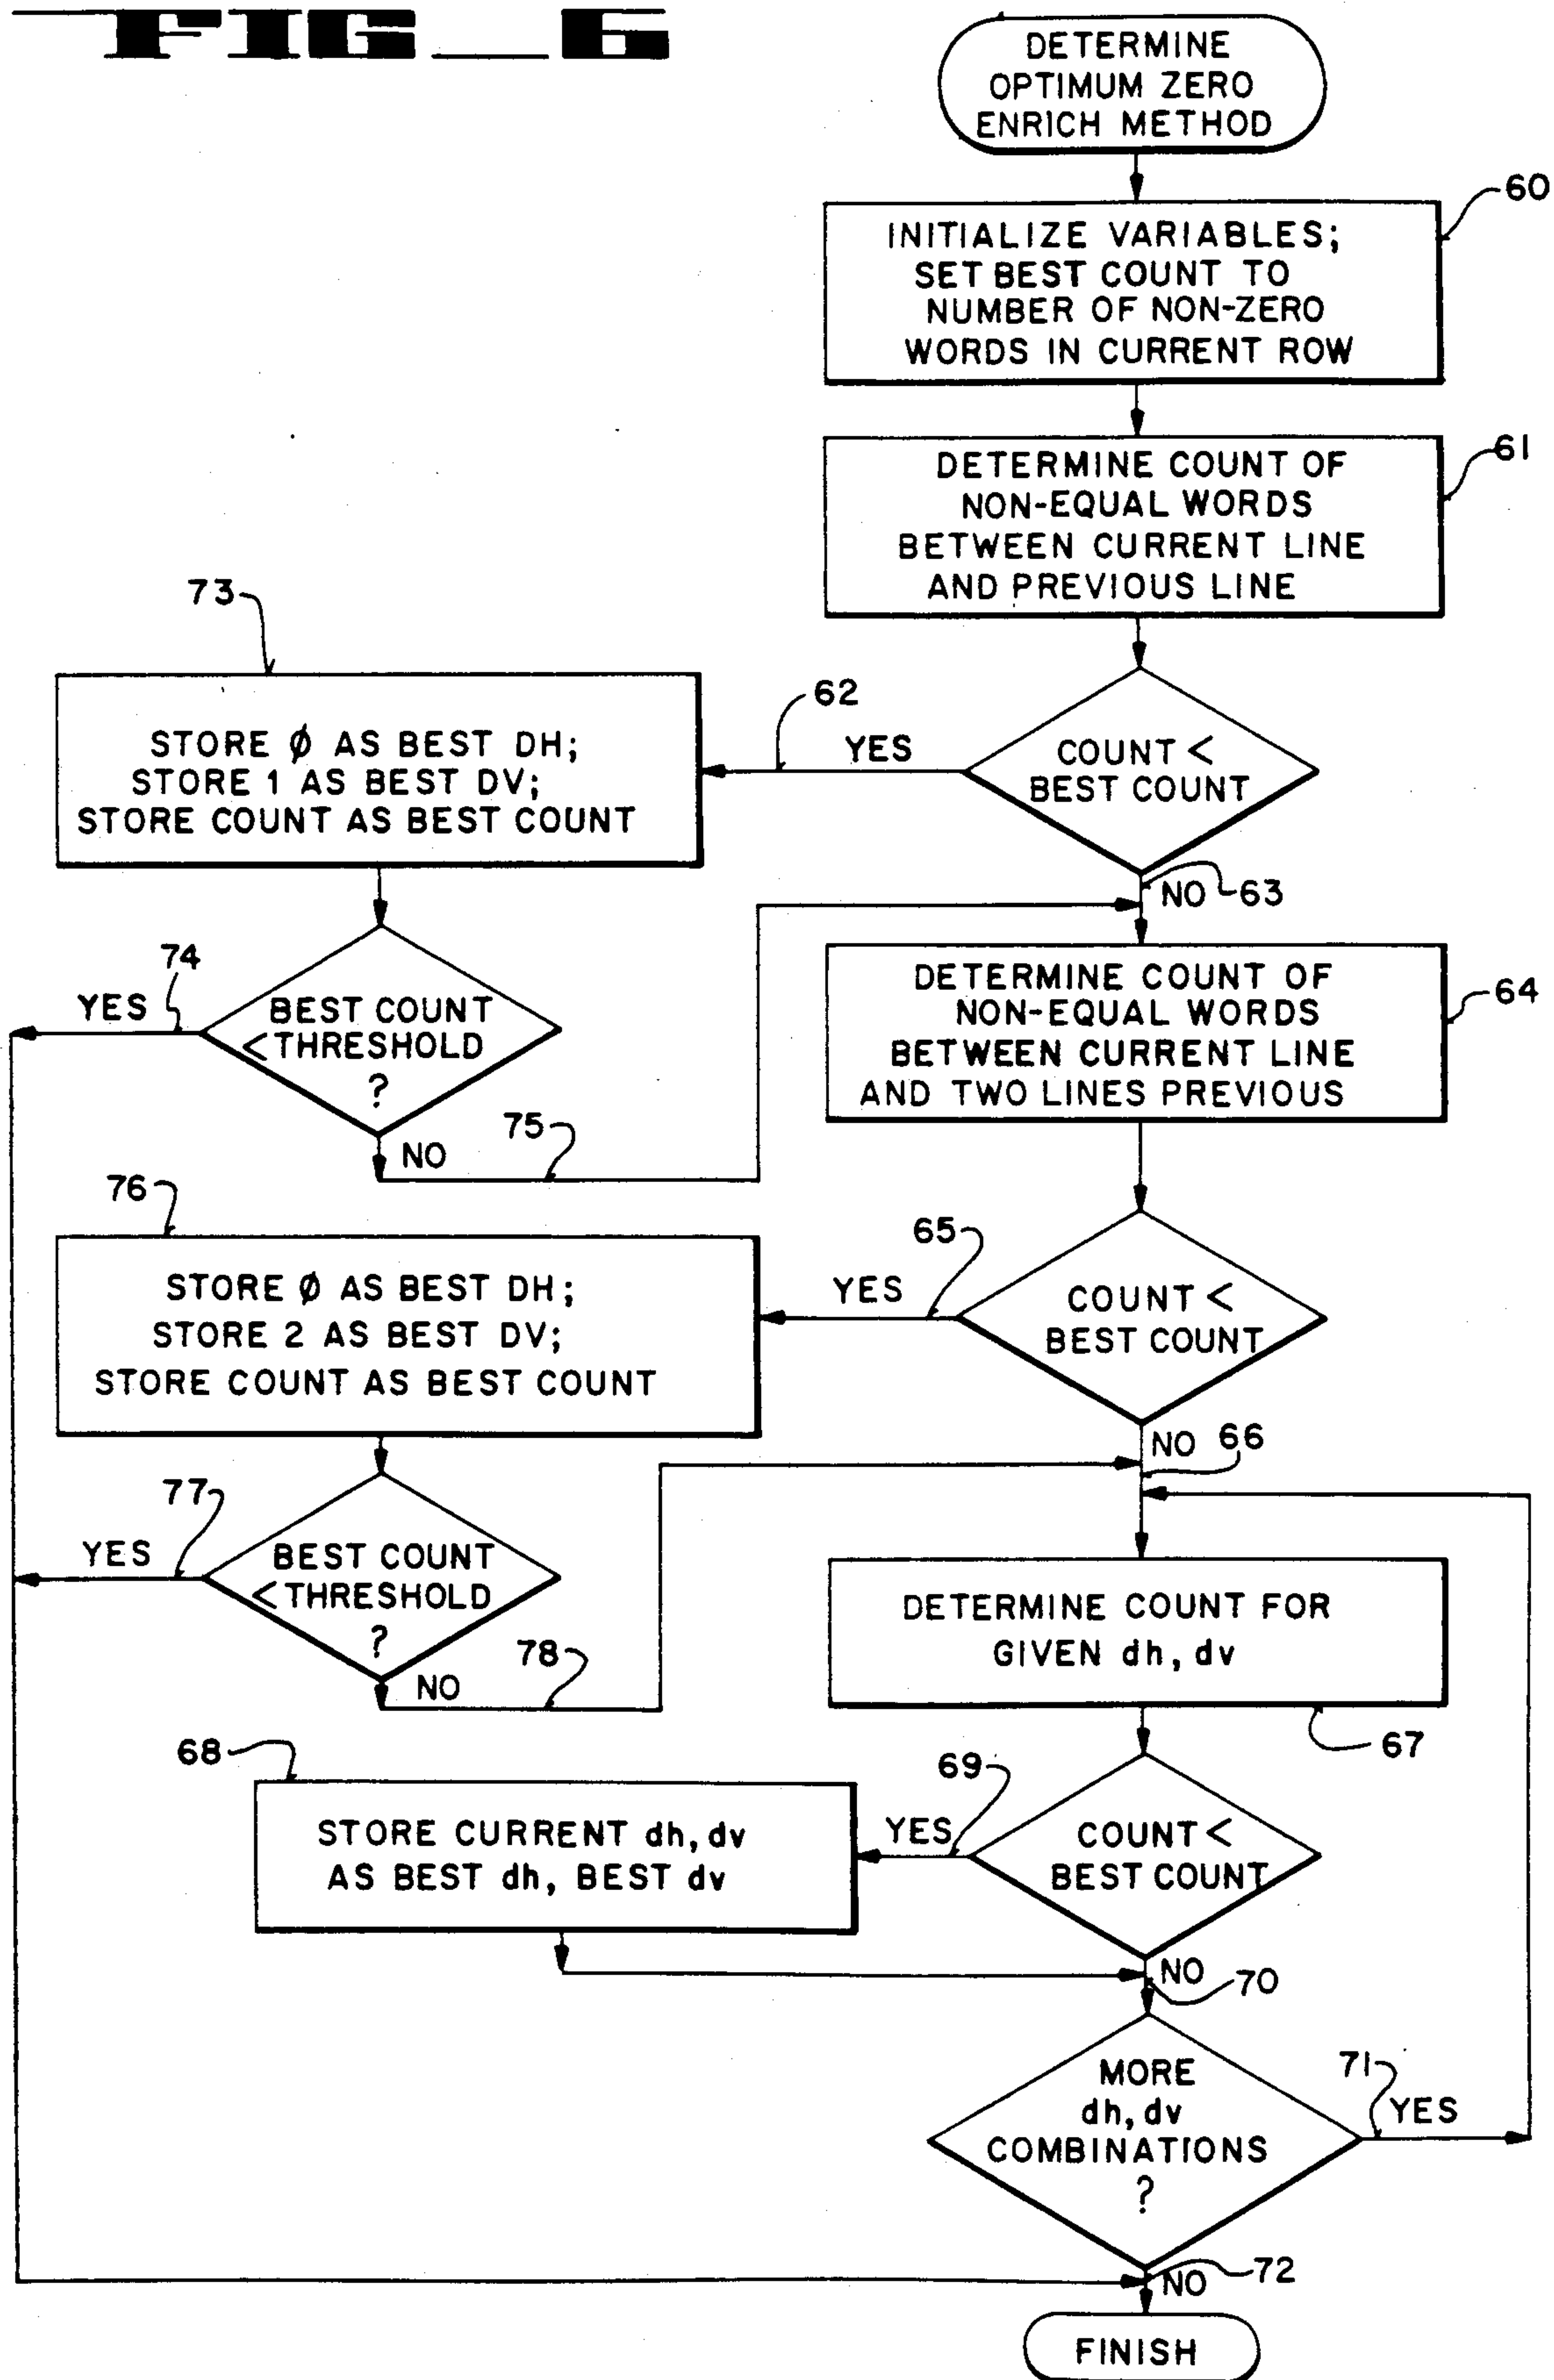 FIG_6
DETERMINE
OPTIMUM ZERO
ENRICH METHOD
60
INITIALIZE VARIABLES;
SET BEST COUNT TO
NUMBER OF NON-ZERO
WORDS IN CURRENT ROW
61
DETERMINE COUNT OF
NON-EQUAL WORDS
BETWEEN CURRENT LINE
AND PREVIOUS LINE
73
62
YES
COUNT <
BEST COUNT
STORE Ø AS BEST DH;
STORE 1 AS BEST DV;
STORE COUNT AS BEST COUNT
NO
63
74
YES
BEST COUNT
< THRESHOLD
?
NO
75
64
DETERMINE COUNT OF
NON-EQUAL WORDS
BETWEEN CURRENT LINE
AND TWO LINES PREVIOUS
76
65
YES
COUNT <
BEST COUNT
STORE Ø AS BEST DH;
STORE 2 AS BEST DV;
STORE COUNT AS BEST COUNT
NO
66
77
YES
BEST COUNT
< THRESHOLD
?
NO
78
DETERMINE COUNT FOR
GIVEN dh, dv
67
68
69
YES
COUNT <
BEST COUNT
STORE CURRENT dh, dv
AS BEST dh, BEST dv
NO
70
MORE
dh, dv
COMBINATIONS
?
71
YES
72
NO
FINISH